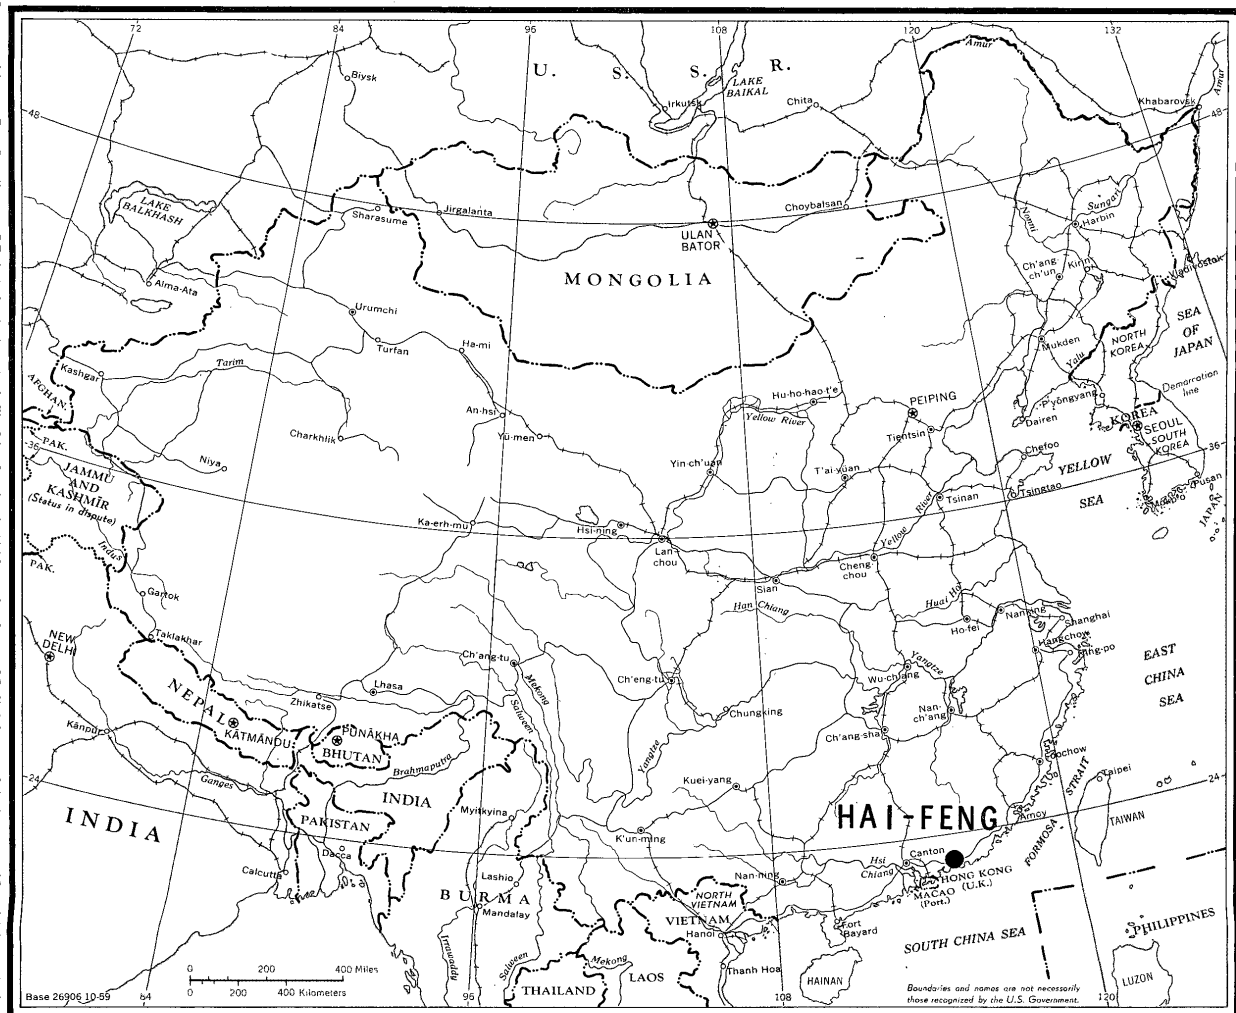 72
84
96
108
120
132
U. S. S. R.
Amur
Amur
Biysk
LAKE
BAIKAL
Irkutsk
Chita
Khabarovsk
48
48
LAKE
BALKHASH
Sharasume
Jirgalanta
Choybalsan
Nonni
Sungari
Harbin
ULAN
BATOR
MONGOLIA
Ch'ang-
ch'un
Kirin
Vladivostok
Alma-Ata
Urumchi
Turfan
Ha-mi
SEA
OF
JAPAN
Mukden
NORTH
KOREA
Yalu
Kashgar
Tarim
AFGHAN.
Hu-ho-hao-t'e
PEIPING
Yellow River
P'yŏngyang
Demarcation
line
An-hsi
Dairen
KOREA
SEOUL
SOUTH
KOREA
Charkhlik
Yü-men
Tientsin
PAK.
36
36
Niya
Yin-ch'uan
T'ai-yüan
Chefoo
YELLOW
SEA
JAMMU
AND
KASHMĪR
(Status in dispute)
Tsinan
Tsingtao
Pusan
JAPAN
Ka-erh-mu
Hsi-ning
Lan-
chou
Yellow River
Indus
PAK.
Cheng-
chou
Sian
Gartok
Han Chiang
Huai Ho
Ho-fei
Nanking
Shanghai
Taklakhar
NEW
DELHI
Hangchow
Ning-po
Ch'ang-tu
Mekong
Salween
Ch'eng-tu
Yangtze
Wu-ch'ang
EAST
CHINA
SEA
NEPAL
Zhikatse
Lhasa
Chungking
Nan-
ch'ang
Kānpur
KĀTMĀNDU
PUNĀKHA
BHUTAN
Ch'ang-sha
Yangtze
Brahmaputra
Foochow
24
24
Ganges
Kuei-yang
Taipei
STRAIT
INDIA
INDIA
Myitkyina
HAI-FENG
Amoy
TAIWAN
PAKISTAN
K'un-ming
FORMOSA
Dacca
Hsi
Chiang
Canton
Calcutta
Lashio
Nan-ning
HONG KONG
(U.K.)
MACAO
(Port.)
BURMA
NORTH
VIETNAM
Mandalay
VIETNAM
Hanoi
Fort
Bayard
PHILIPPINES
SOUTH CHINA SEA
Irrawaddy
Salween
Mekong
Thanh Hoa
LAOS
0 200 400 Miles
0 200 400 Kilometers
HAINAN
LUZON
THAILAND
Boundaries and names are not necessarily
those recognized by the U.S. Government.
Base 26906 10-59
84
96
108
120